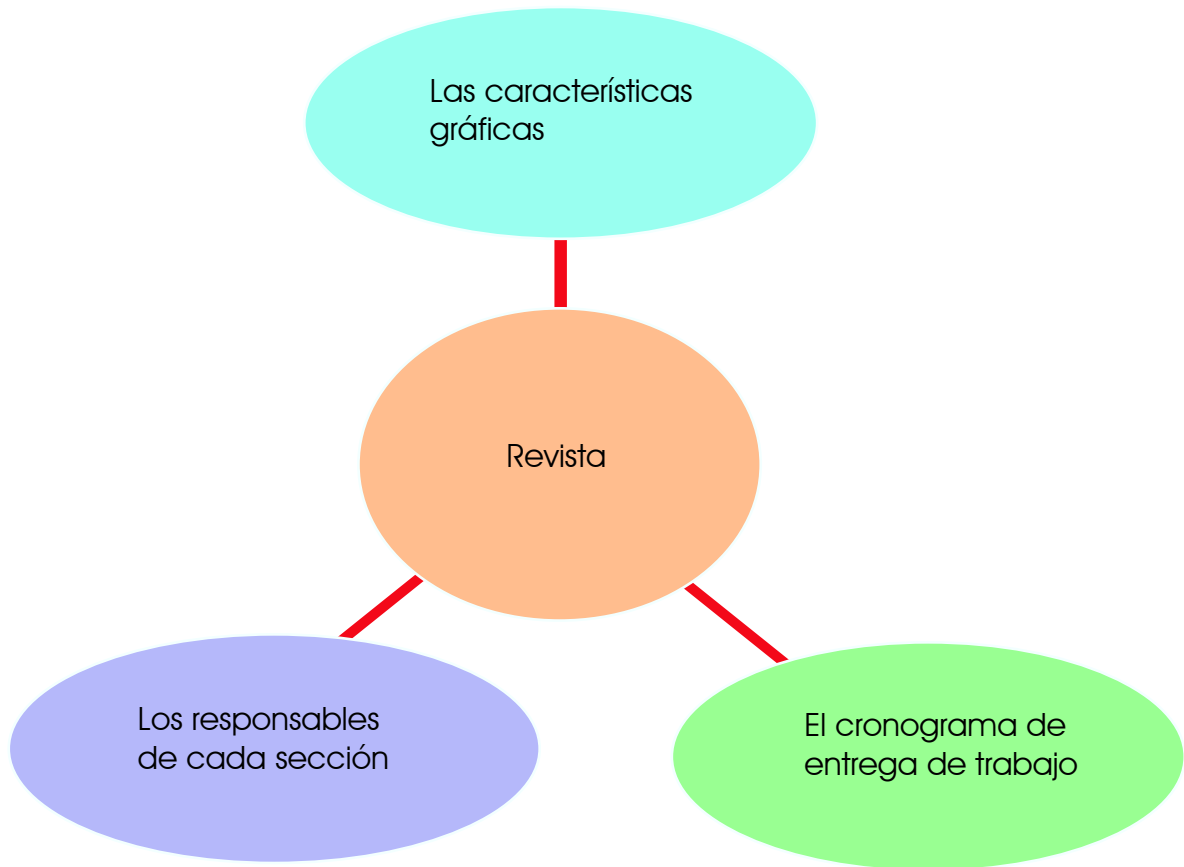 Las características
gráficas
Revista
Los responsables
de cada sección
El cronograma de
entrega de trabajo